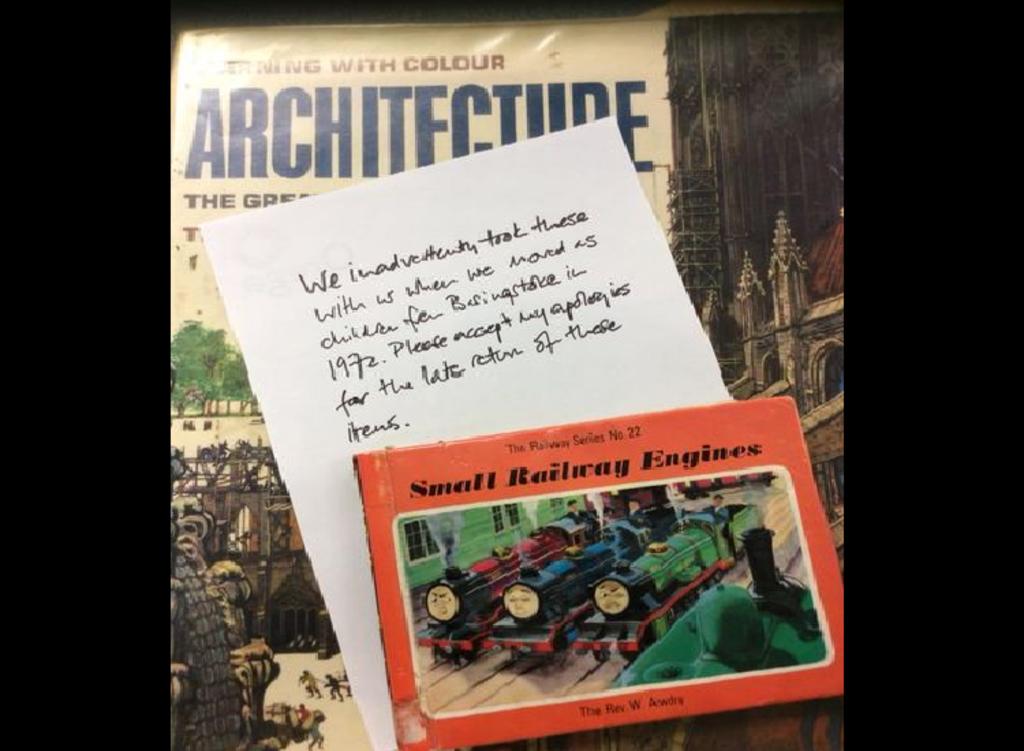 LEARNING WITH COLOUR
ARCHITECTURE
THE GREA
T
We inadvertently took these
with us when we moved as
children from Basingstoke in
1972. Please accept my apologies
for the late return of these
items.
The Railway Series No. 22
Small Railway Engines
The Rev. W. Awdry